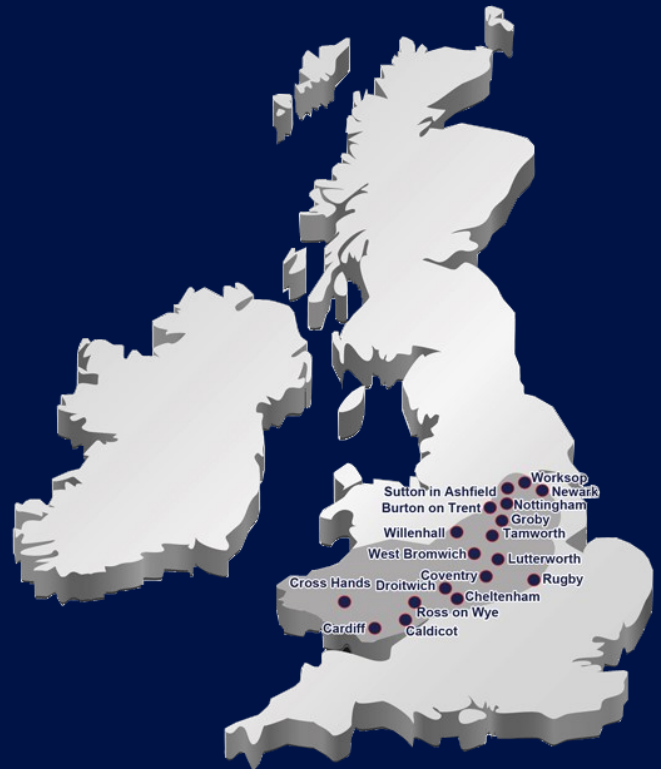 Worksop
Sutton in Ashfield
Newark
Burton on Trent
Nottingham
Groby
Willenhall
Tamworth
West Bromwich
Lutterworth
Coventry
Rugby
Cross Hands
Droitwich
Cheltenham
Ross on Wye
Cardiff
Caldicot